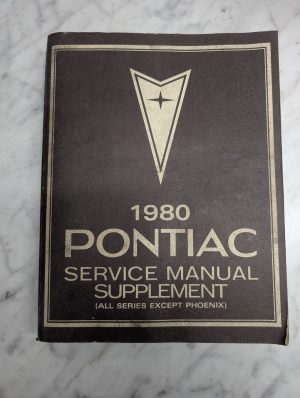 1980
PONTIAC
SERVICE MANUAL
SUPPLEMENT
(ALL SERIES EXCEPT PHOENIX)